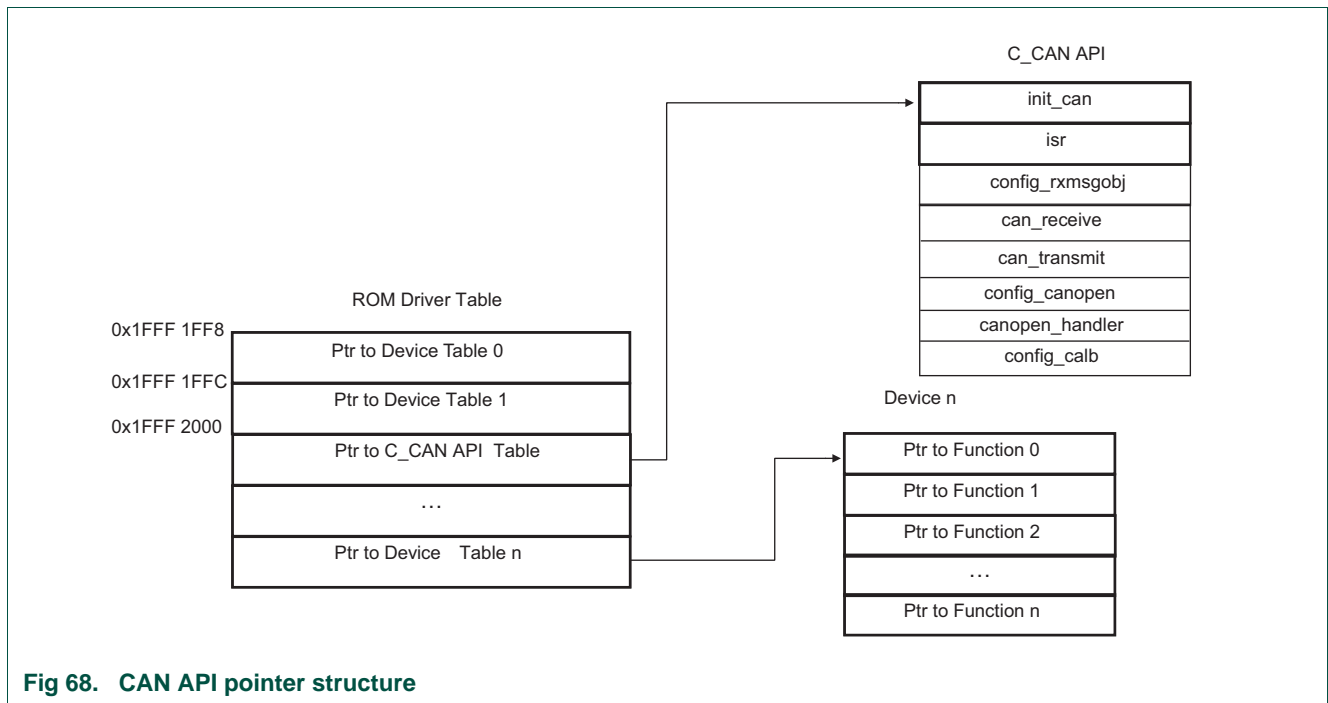 C_CAN API
init_can
isr
config_rxmsgobj
can_receive
can_transmit
config_canopen
canopen_handler
config_calb
ROM Driver Table
0x1FFF 1FF8
Ptr to Device Table 0
0x1FFF 1FFC
Ptr to Device Table 1
0x1FFF 2000
Ptr to C_CAN API Table
…
Ptr to Device Table n
Device n
Ptr to Function 0
Ptr to Function 1
Ptr to Function 2
…
Ptr to Function n
Fig 68. CAN API pointer structure